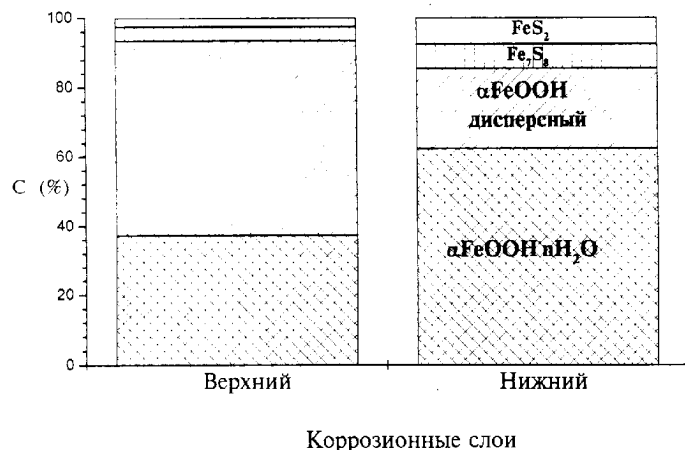 100
80
60
C (%)
40
20
0
FeS₂
Fe₇S₈
αFeOOH
дисперсный
αFeOOH nH₂O
Верхний
Нижний
Коррозионные слои